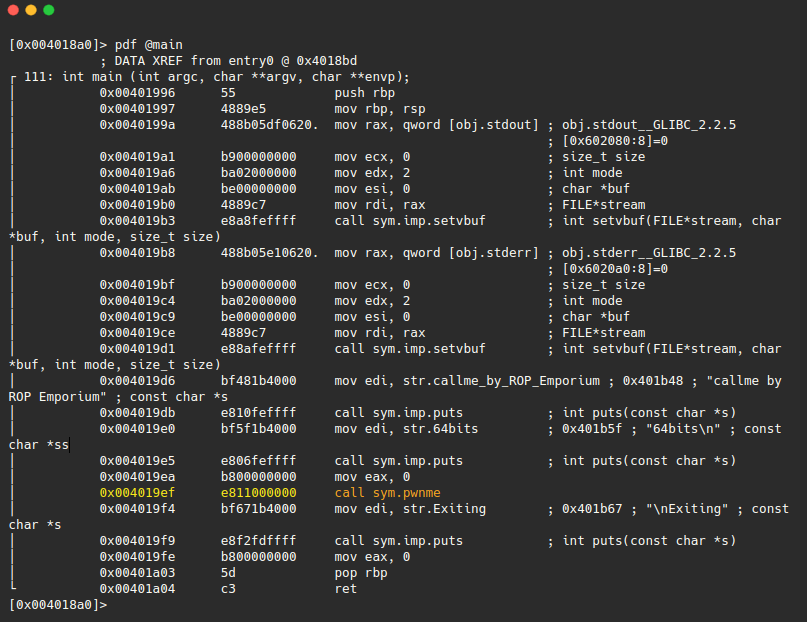 [0x004018a0]> pdf @main
; DATA XREF from entry0 @ 0x4018bd
┌ 111: int main (int argc, char **argv, char **envp);
│ 0x00401996 55 push rbp
│ 0x00401997 4889e5 mov rbp, rsp
│ 0x0040199a 488b05df0620. mov rax, qword [obj.stdout] ; obj.stdout__GLIBC_2.2.5
│ ; [0x602080:8]=0
│ 0x004019a1 b900000000 mov ecx, 0 ; size_t size
│ 0x004019a6 ba02000000 mov edx, 2 ; int mode
│ 0x004019ab be00000000 mov esi, 0 ; char *buf
│ 0x004019b0 4889c7 mov rdi, rax ; FILE*stream
│ 0x004019b3 e8a8feffff call sym.imp.setvbuf ; int setvbuf(FILE*stream, char
*buf, int mode, size_t size)
│ 0x004019b8 488b05e10620. mov rax, qword [obj.stderr] ; obj.stderr__GLIBC_2.2.5
│ ; [0x6020a0:8]=0
│ 0x004019bf b900000000 mov ecx, 0 ; size_t size
│ 0x004019c4 ba02000000 mov edx, 2 ; int mode
│ 0x004019c9 be00000000 mov esi, 0 ; char *buf
│ 0x004019ce 4889c7 mov rdi, rax ; FILE*stream
│ 0x004019d1 e88afeffff call sym.imp.setvbuf ; int setvbuf(FILE*stream, char
*buf, int mode, size_t size)
│ 0x004019d6 bf481b4000 mov edi, str.callme_by_ROP_Emporium ; 0x401b48 ; "callme by
ROP Emporium" ; const char *s
│ 0x004019db e810feffff call sym.imp.puts ; int puts(const char *s)
│ 0x004019e0 bf5f1b4000 mov edi, str.64bits ; 0x401b5f ; "64bits\n" ; const
char *ss
│ 0x004019e5 e806feffff call sym.imp.puts ; int puts(const char *s)
│ 0x004019ea b800000000 mov eax, 0
│ 0x004019ef e811000000 call sym.pwnme
│ 0x004019f4 bf671b4000 mov edi, str.Exiting ; 0x401b67 ; "\nExiting" ; const
char *s
│ 0x004019f9 e8f2fdffff call sym.imp.puts ; int puts(const char *s)
│ 0x004019fe b800000000 mov eax, 0
│ 0x00401a03 5d pop rbp
└ 0x00401a04 c3 ret
[0x004018a0]>